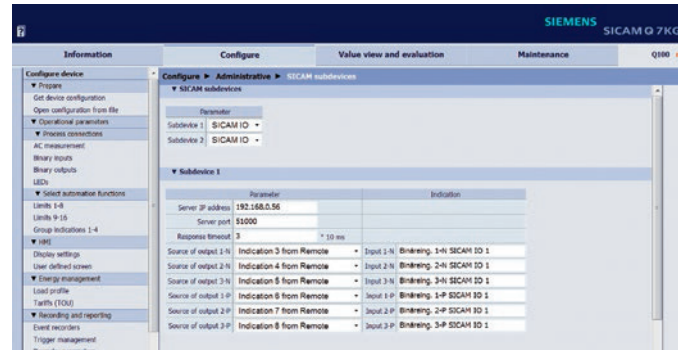 SIEMENS
SICAM Q 7KG
Information
Configure
Value view and evaluation
Maintenance
Q100
Configure device
▼ Prepare
Get device configuration
Open configuration from file
▼ Operational parameters
▼ Process connections
AC measurement
Binary inputs
Binary outputs
LEDs
▼ Select automation functions
Limits 1-8
Limits 9-16
Group indications 1-4
▼ HMI
Display settings
User defined screen
▼ Energy management
Load profile
Tariffs (TOU)
▼ Recording and reporting
Event recorders
Trigger management
Configure ► Administrative ► SICAM subdevices
▼ SICAM subdevices
Parameter
Subdevice 1 SICAM IO
Subdevice 2 SICAM IO
▼ Subdevice 1
Parameter Indication
Server IP address 192.168.0.56
Server port 51000
Response timeout 3 * 10 ms
Source of output 1-N Indication 3 from Remote Input 1-N Binäreing. 1-N SICAM IO 1
Source of output 2-N Indication 4 from Remote Input 2-N Binäreing. 2-N SICAM IO 1
Source of output 3-N Indication 5 from Remote Input 3-N Binäreing. 3-N SICAM IO 1
Source of output 1-P Indication 6 from Remote Input 1-P Binäreing. 1-P SICAM IO 1
Source of output 2-P Indication 7 from Remote Input 2-P Binäreing. 2-P SICAM IO 1
Source of output 3-P Indication 8 from Remote Input 3-P Binäreing. 3-P SICAM IO 1